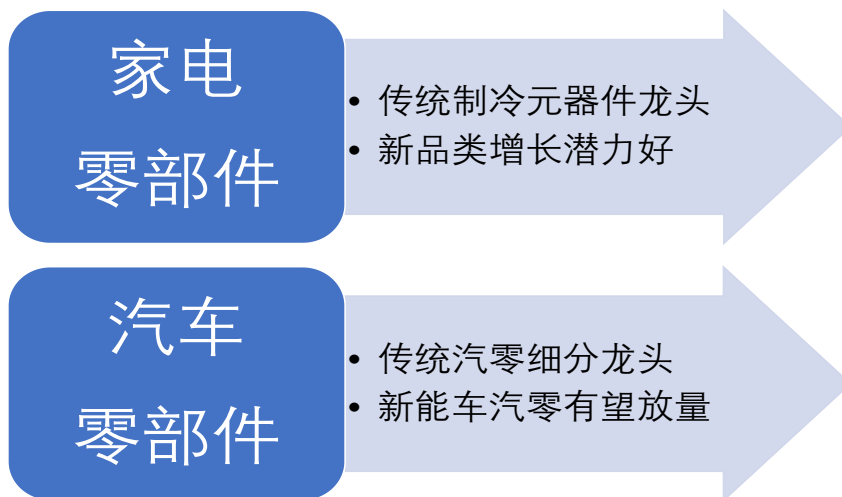 家电
零部件
• 传统制冷元器件龙头
• 新品类增长潜力好
汽车
零部件
• 传统汽零细分龙头
• 新能车汽零有望放量